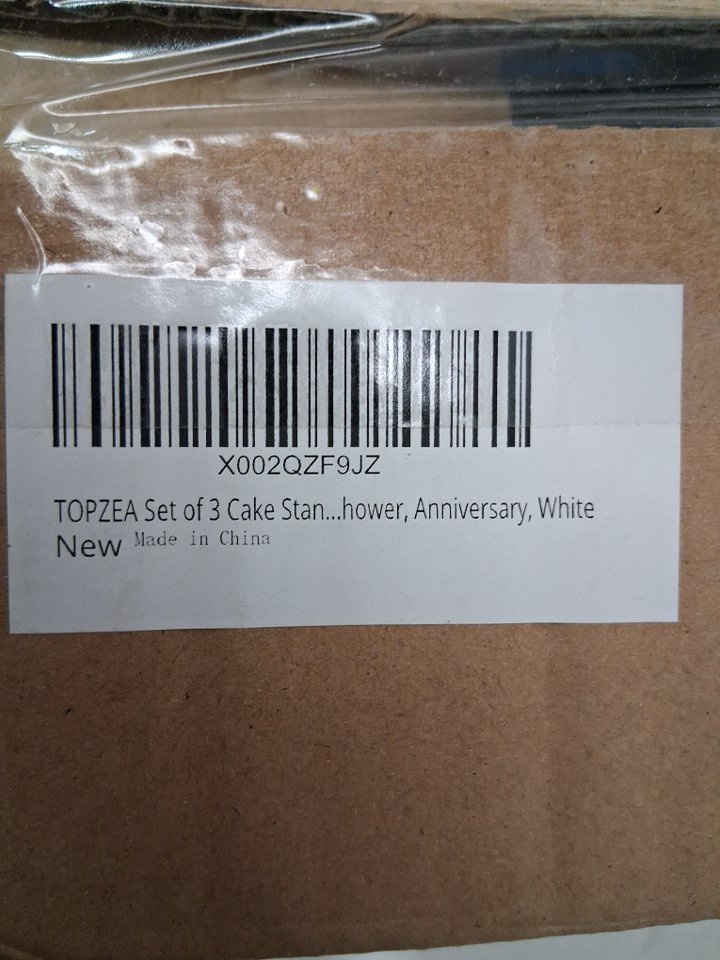 X002QZF9JZ
TOPZEA Set of 3 Cake Stan...hower, Anniversary, White
New Made in China